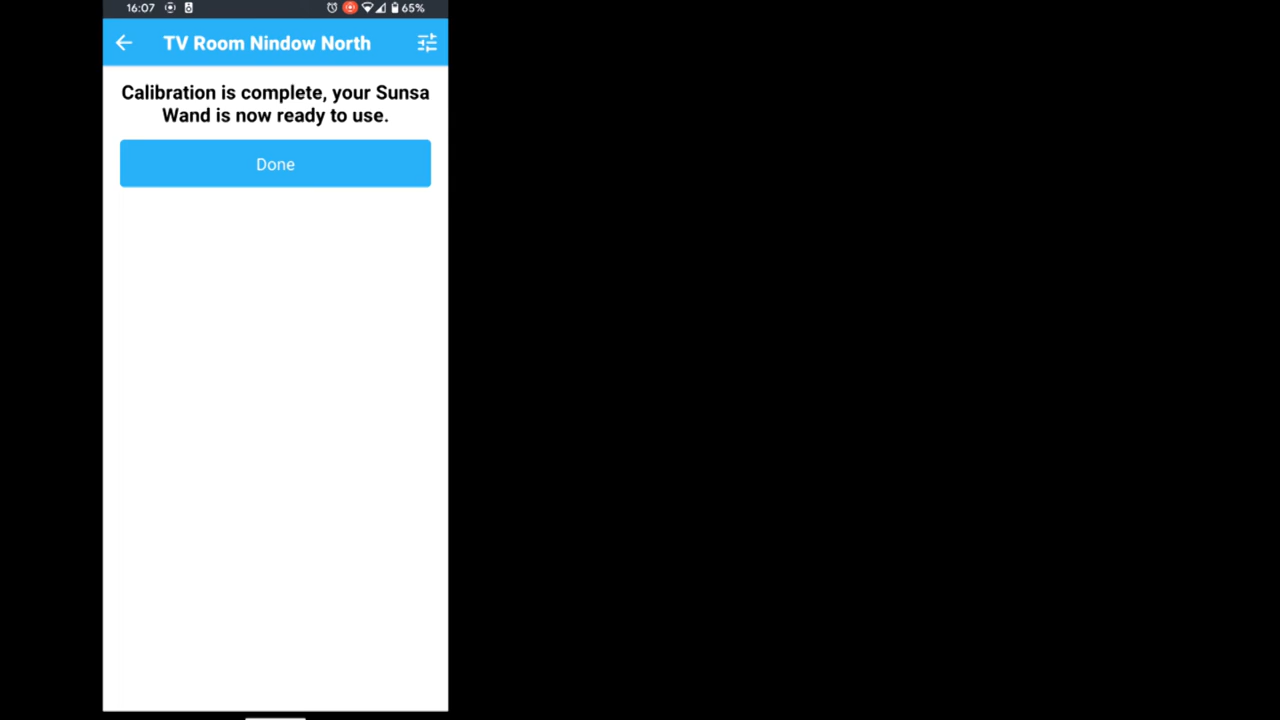 16:07 65%
TV Room Nindow North
Calibration is complete, your Sunsa
Wand is now ready to use.
Done